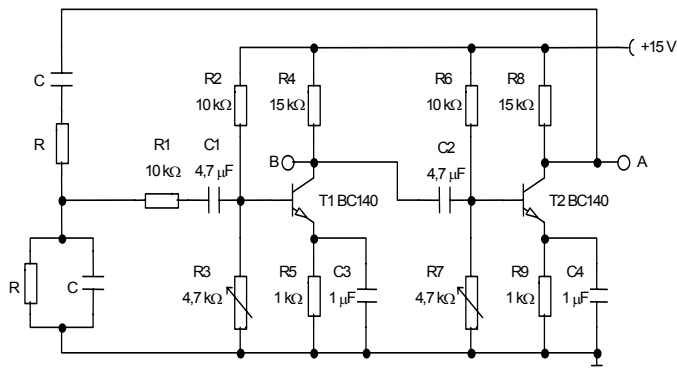 +15 V
C
R2
10 kΩ
R4
15 kΩ
R6
10 kΩ
R8
15 kΩ
R
R1
10 kΩ
C1
4,7 µF
B
C2
4,7 µF
A
T1 BC140
T2 BC140
R
C
R3
4,7 kΩ
R5
1 kΩ
C3
1 µF
R7
4,7 kΩ
R9
1 kΩ
C4
1 µF